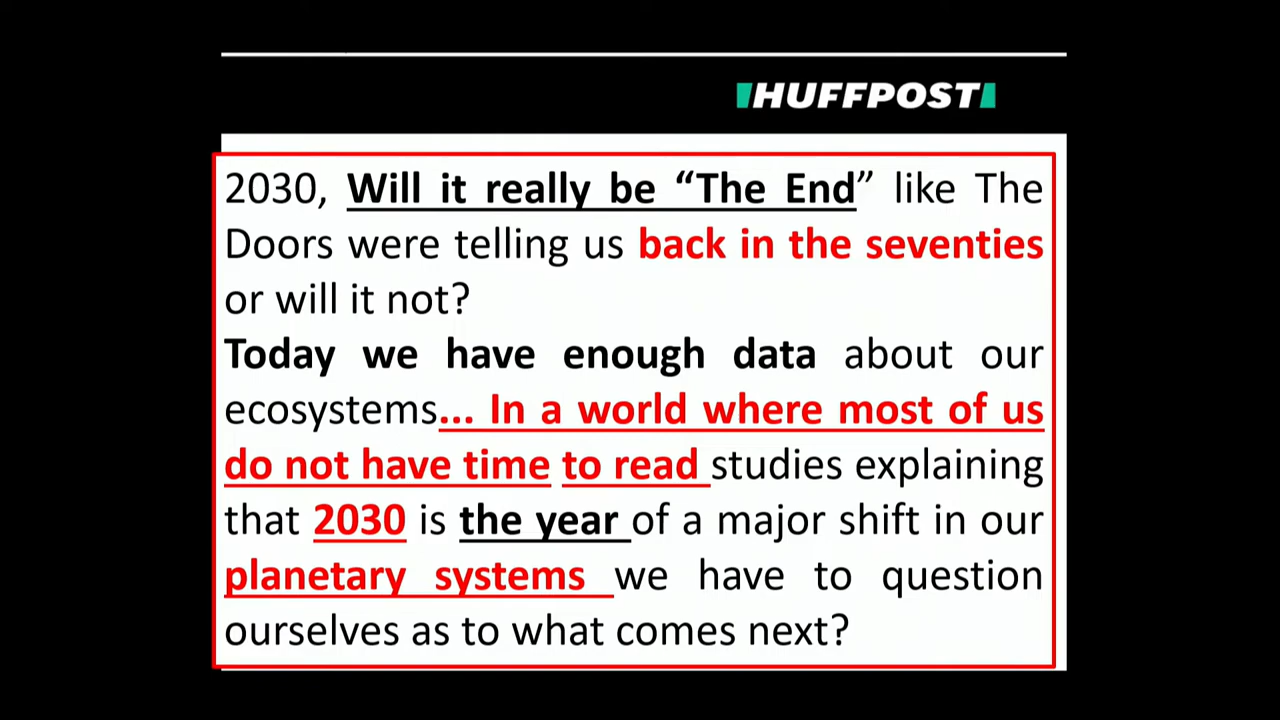 HUFFPOST
2030, Will it really be “The End” like The
Doors were telling us back in the seventies
or will it not?
Today we have enough data about our
ecosystems... In a world where most of us
do not have time to read studies explaining
that 2030 is the year of a major shift in our
planetary systems we have to question
ourselves as to what comes next?